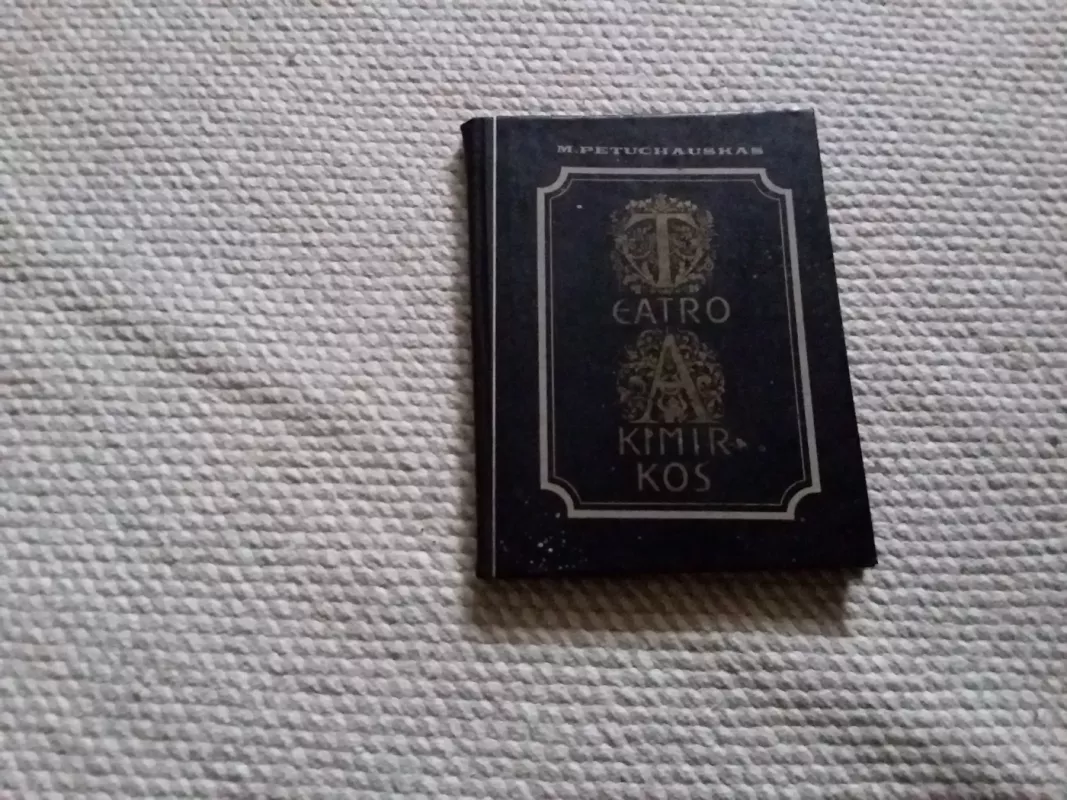 M. PETUCHAUSKAS
TEATRO
AKIMIR-
KOS